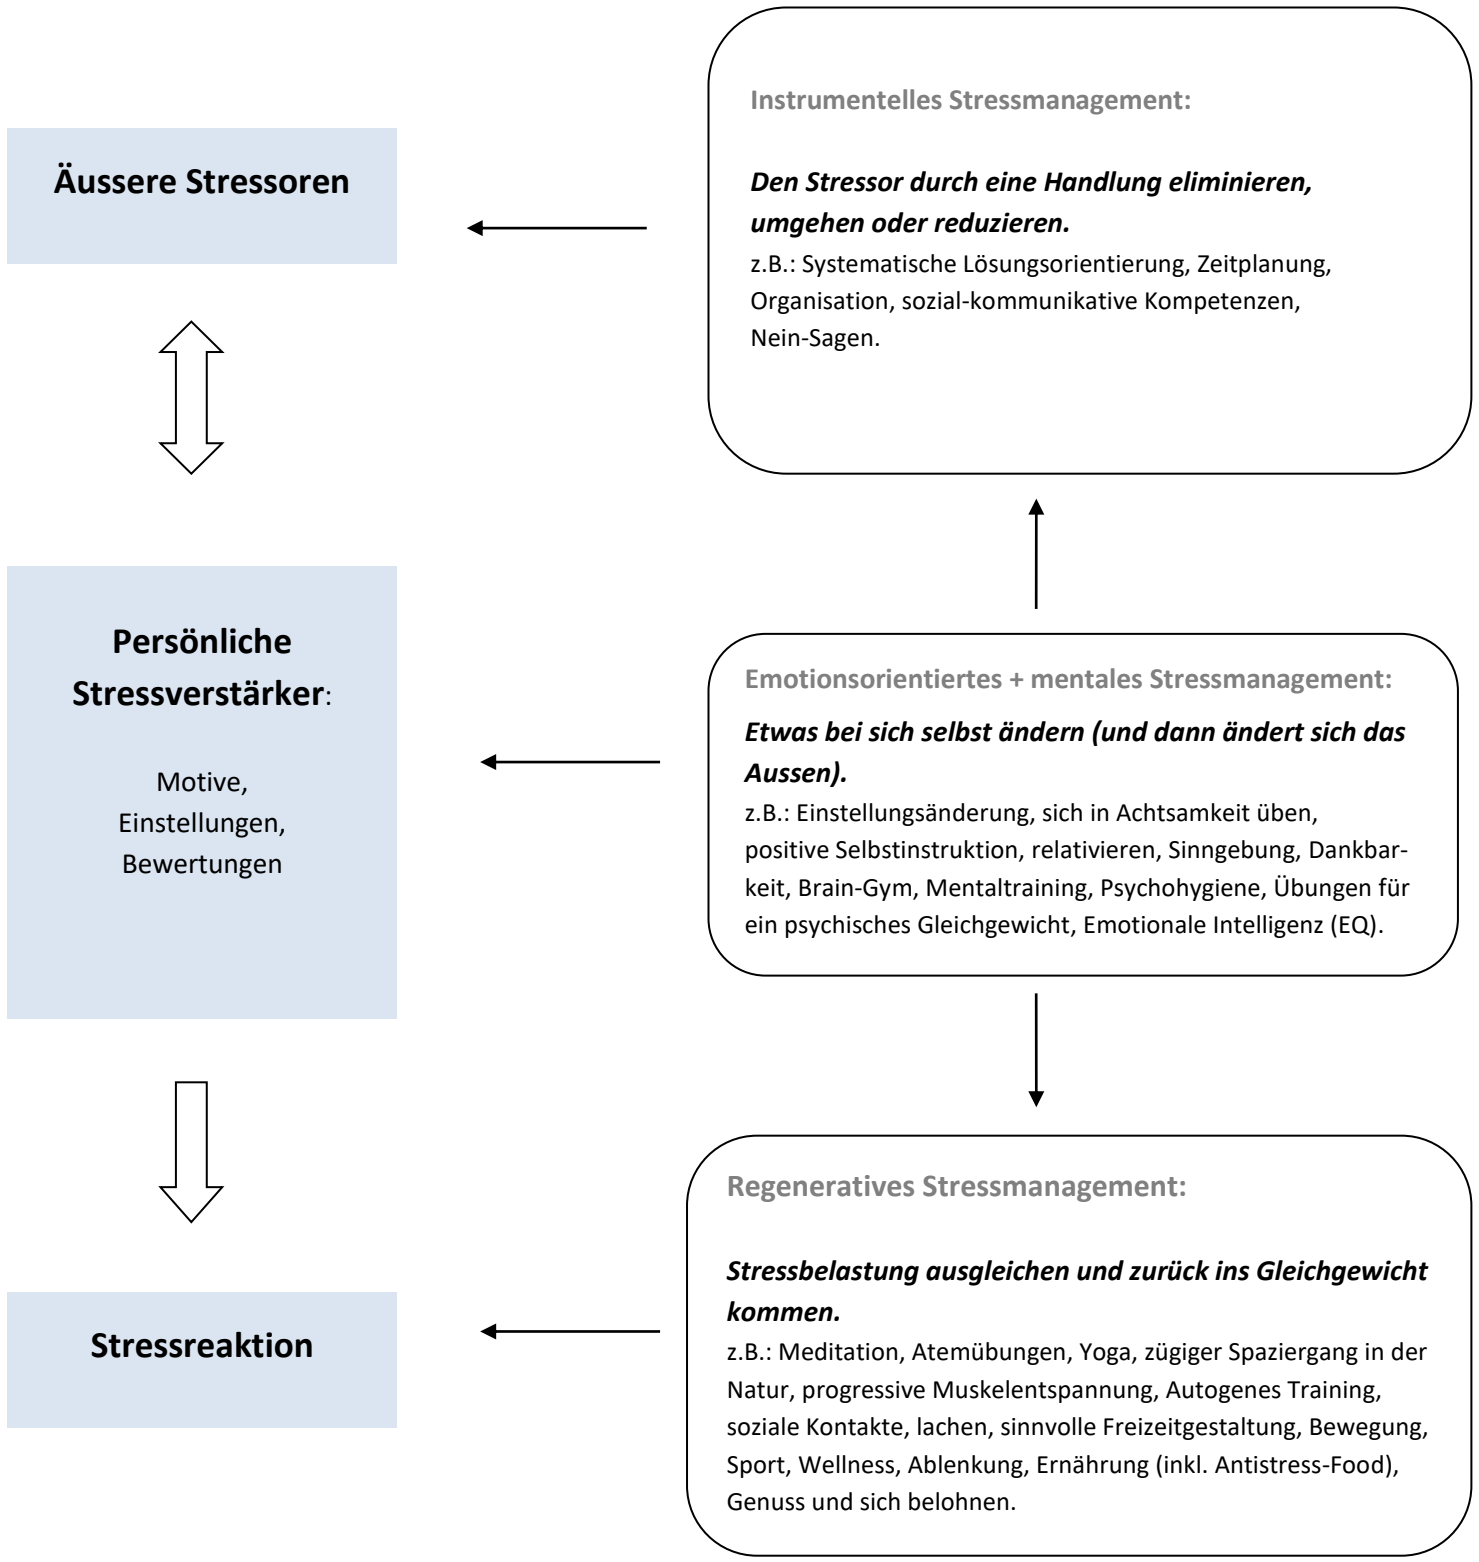 Äussere Stressoren
Instrumentelles Stressmanagement:
Den Stressor durch eine Handlung eliminieren,
umgehen oder reduzieren.
z.B.: Systematische Lösungsorientierung, Zeitplanung,
Organisation, sozial-kommunikative Kompetenzen,
Nein-Sagen.
Persönliche
Stressverstärker:
Motive,
Einstellungen,
Bewertungen
Emotionsorientiertes + mentales Stressmanagement:
Etwas bei sich selbst ändern (und dann ändert sich das
Aussen).
z.B.: Einstellungsänderung, sich in Achtsamkeit üben,
positive Selbstinstruktion, relativieren, Sinngebung, Dankbar-
keit, Brain-Gym, Mentaltraining, Psychohygiene, Übungen für
ein psychisches Gleichgewicht, Emotionale Intelligenz (EQ).
Stressreaktion
Regeneratives Stressmanagement:
Stressbelastung ausgleichen und zurück ins Gleichgewicht
kommen.
z.B.: Meditation, Atemübungen, Yoga, zügiger Spaziergang in der
Natur, progressive Muskelentspannung, Autogenes Training,
soziale Kontakte, lachen, sinnvolle Freizeitgestaltung, Bewegung,
Sport, Wellness, Ablenkung, Ernährung (inkl. Antistress-Food),
Genuss und sich belohnen.